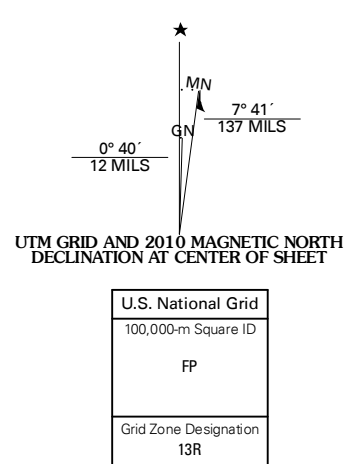 ★
MN
7° 41´
137 MILS
GN
0° 40´
12 MILS
UTM GRID AND 2010 MAGNETIC NORTH
DECLINATION AT CENTER OF SHEET
U.S. National Grid
100,000-m Square ID
FP
Grid Zone Designation
13R